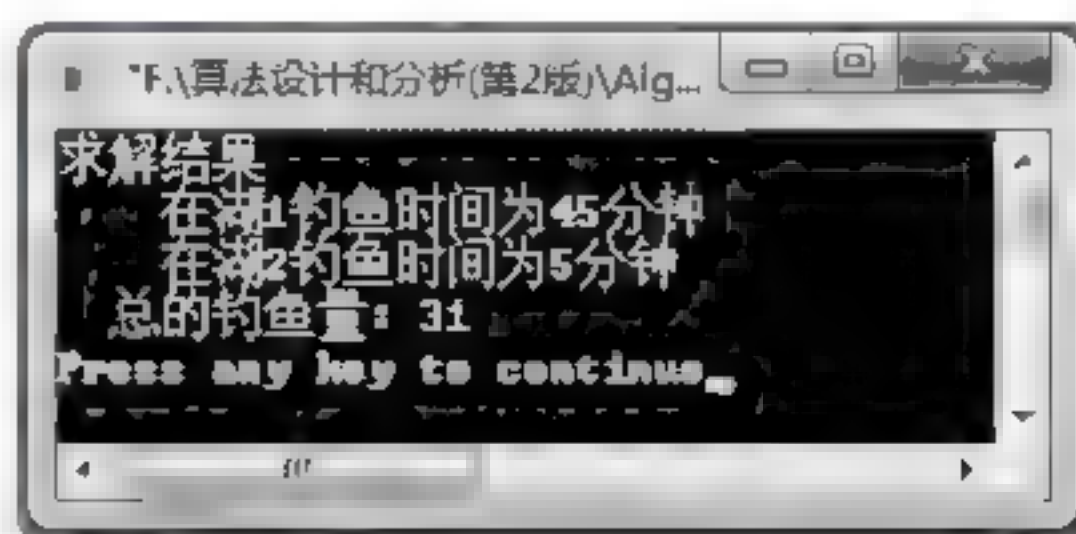 "F:\算法设计和分析(第2版)\Alg...
求解结果
在湖1钓鱼时间为45分钟
在湖2钓鱼时间为5分钟
总的钓鱼量: 31
Press any key to continue_